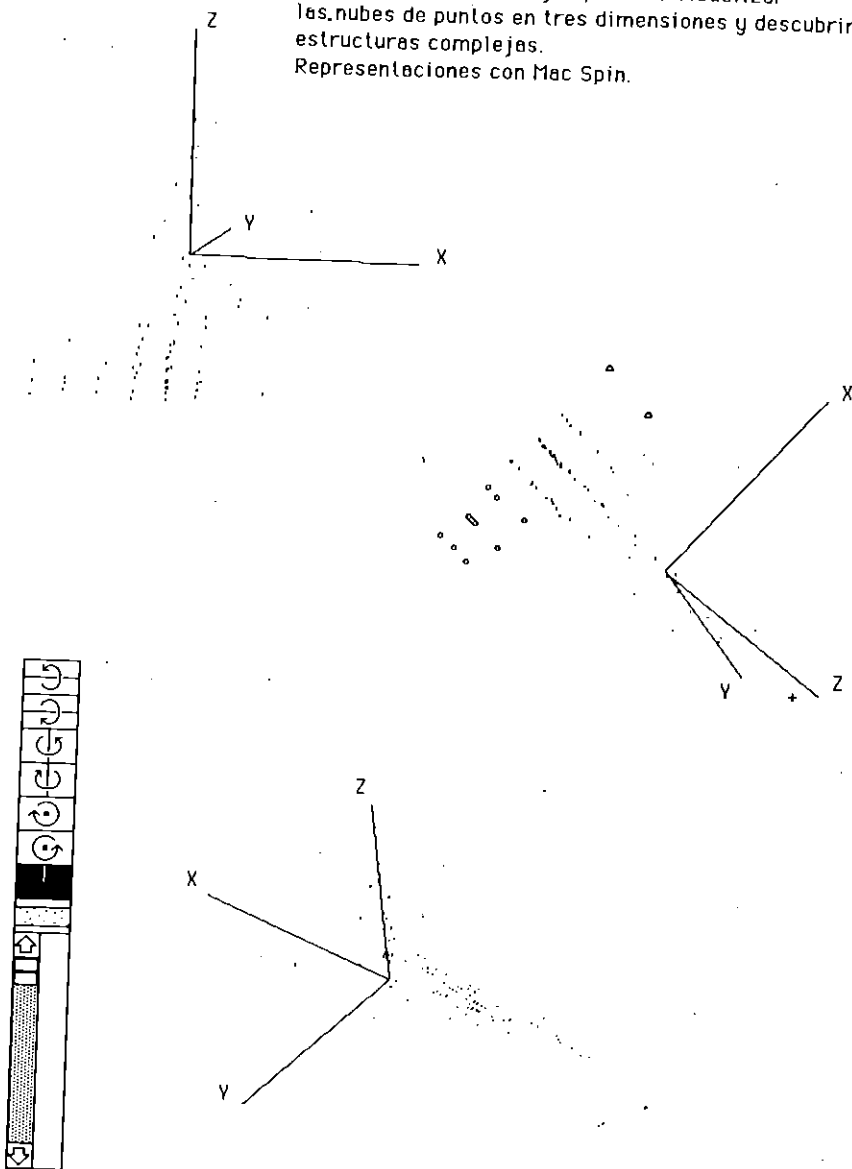 las.nubes de puntos en tres dimensiones y descubrir
estructuras complejas.
Representaciones con Mac Spin.
Z
Y
X
X
Y
Z
Z
X
Y